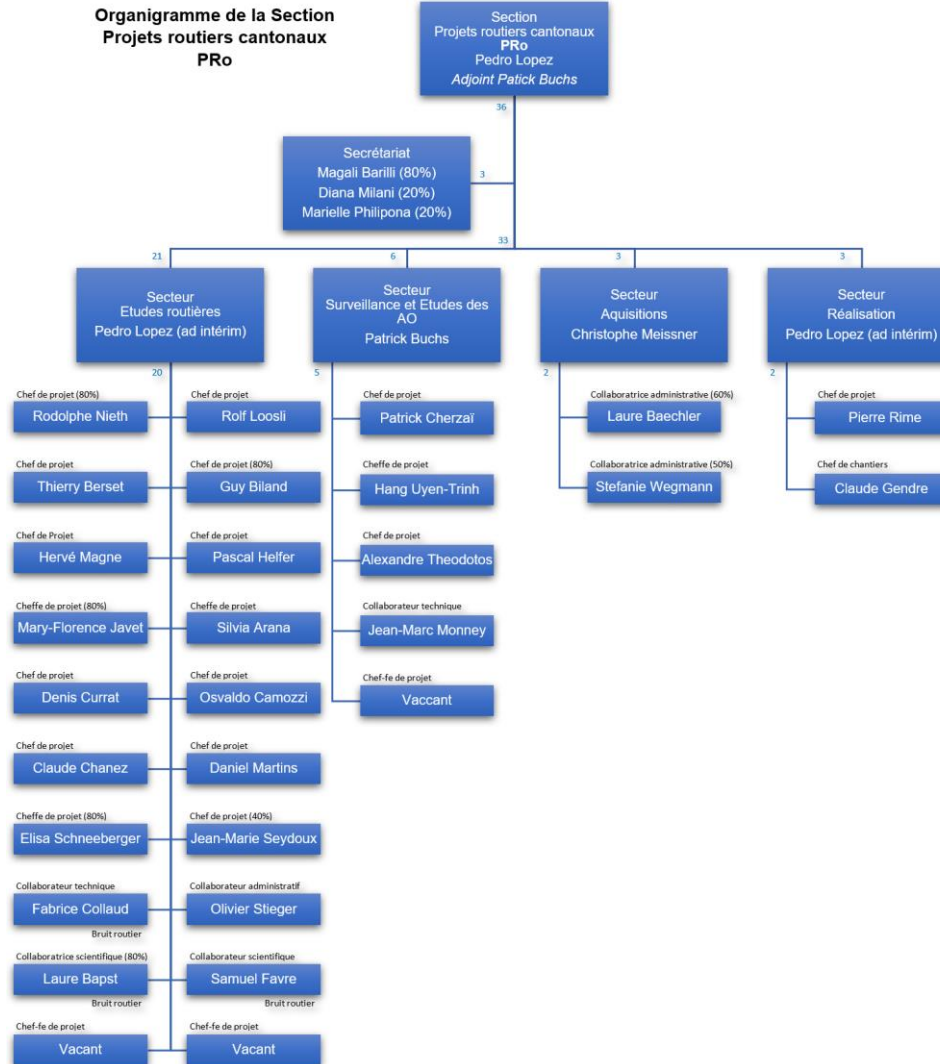 Organigramme de la Section
Projets routiers cantonaux
PRo
Section
Projets routiers cantonaux
PRo
Pedro Lopez
Adjoint Patick Buchs
36
Secrétariat
Magali Barilli (80%)
Diana Milani (20%)
Marielle Philipona (20%)
3
33
21
6
3
3
Secteur
Etudes routières
Pedro Lopez (ad intérim)
Secteur
Surveillance et Etudes des
AO
Patrick Buchs
Secteur
Aquisitions
Christophe Meissner
Secteur
Réalisation
Pedro Lopez (ad intérim)
20
5
2
2
Chef de projet (80%)
Rodolphe Nieth
Chef de projet
Rolf Loosli
Chef de projet
Thierry Berset
Chef de projet (80%)
Guy Biland
Chef de Projet
Hervé Magne
Chef de projet
Pascal Helfer
Cheffe de projet (80%)
Mary-Florence Javet
Cheffe de projet
Silvia Arana
Chef de projet
Denis Currat
Chef de projet
Osvaldo Camozzi
Chef de projet
Claude Chanez
Chef de projet
Daniel Martins
Cheffe de projet (80%)
Elisa Schneeberger
Chef de projet (40%)
Jean-Marie Seydoux
Collaborateur technique
Fabrice Collaud
Bruit routier
Collaborateur administratif
Olivier Stieger
Collaboratrice scientifique (80%)
Laure Bapst
Bruit routier
Collaborateur scientifique
Samuel Favre
Bruit routier
Chef-fe de projet
Vacant
Chef-fe de projet
Vacant
Chef de projet
Patrick Cherzaï
Cheffe de projet
Hang Uyen-Trinh
Chef de projet
Alexandre Theodotos
Collaborateur technique
Jean-Marc Monney
Chef-fe de projet
Vaccant
Collaboratrice administrative (60%)
Laure Baechler
Collaboratrice administrative (50%)
Stefanie Wegmann
Chef de projet
Pierre Rime
Chef de chantiers
Claude Gendre